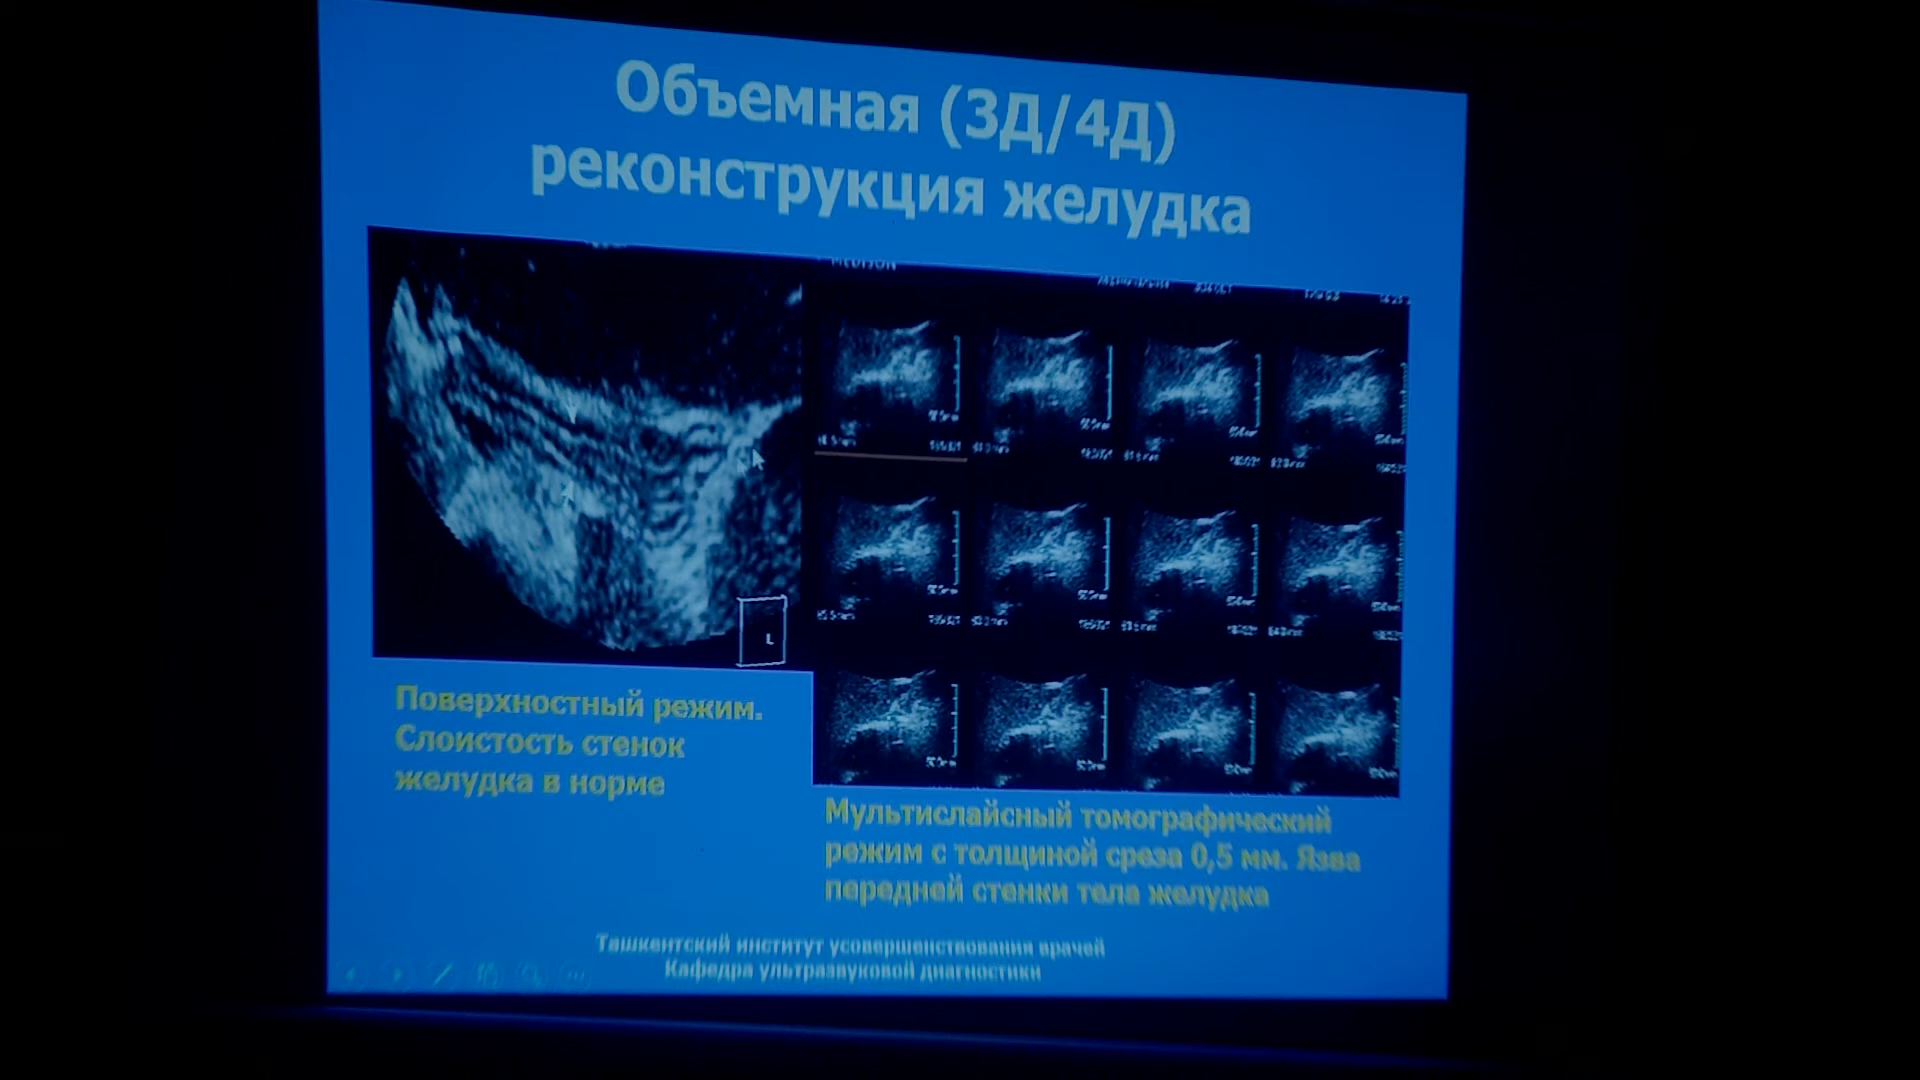 Объемная (3Д/4Д)
реконструкция желудка
MEDISON
L
Поверхностный режим.
Слоистость стенок
желудка в норме
Мультислайсный томографический
режим с толщиной среза 0,5 мм. Язва
передней стенки тела желудка
Ташкентский институт усовершенствования врачей
Кафедра ультразвуковой диагностики